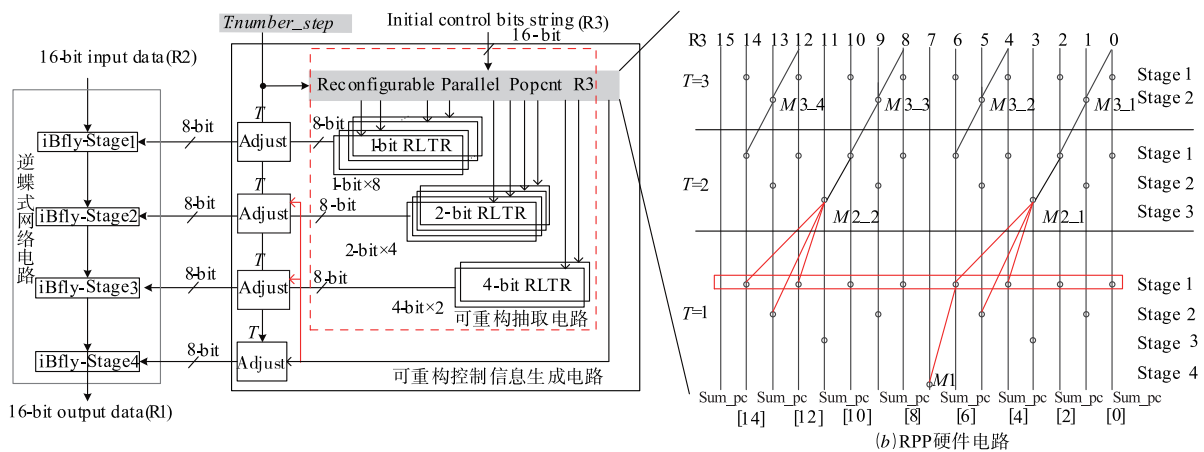 T:number_step
Initial control bits string (R3)
16-bit
16-bit input data(R2)
Reconfigurable Parallel Popcnt R3
T
8-bit
8-bit
iBfly-Stage1
Adjust
1-bit RLTR
1-bit×8
T
逆蝶式网络电路
8-bit
8-bit
iBfly-Stage2
Adjust
2-bit RLTR
2-bit×4
T
8-bit
8-bit
iBfly-Stage3
Adjust
4-bit RLTR
4-bit×2
可重构抽取电路
T
8-bit
iBfly-Stage4
Adjust
可重构控制信息生成电路
16-bit output data(R1)
R3 15 14 13 12 11 10 9 8 7 6 5 4 3 2 1 0
T=3
Stage 1
Stage 2
M3_4 M3_3 M3_2 M3_1
T=2
Stage 1
Stage 2
Stage 3
M2_2 M2_1
T=1
Stage 1
Stage 2
Stage 3
Stage 4
M1
Sum_pc Sum_pc Sum_pc Sum_pc Sum_pc Sum_pc Sum_pc Sum_pc Sum_pc
[14] [12] [10] [8] [6] [4] [2] [0]
(b)RPP硬件电路